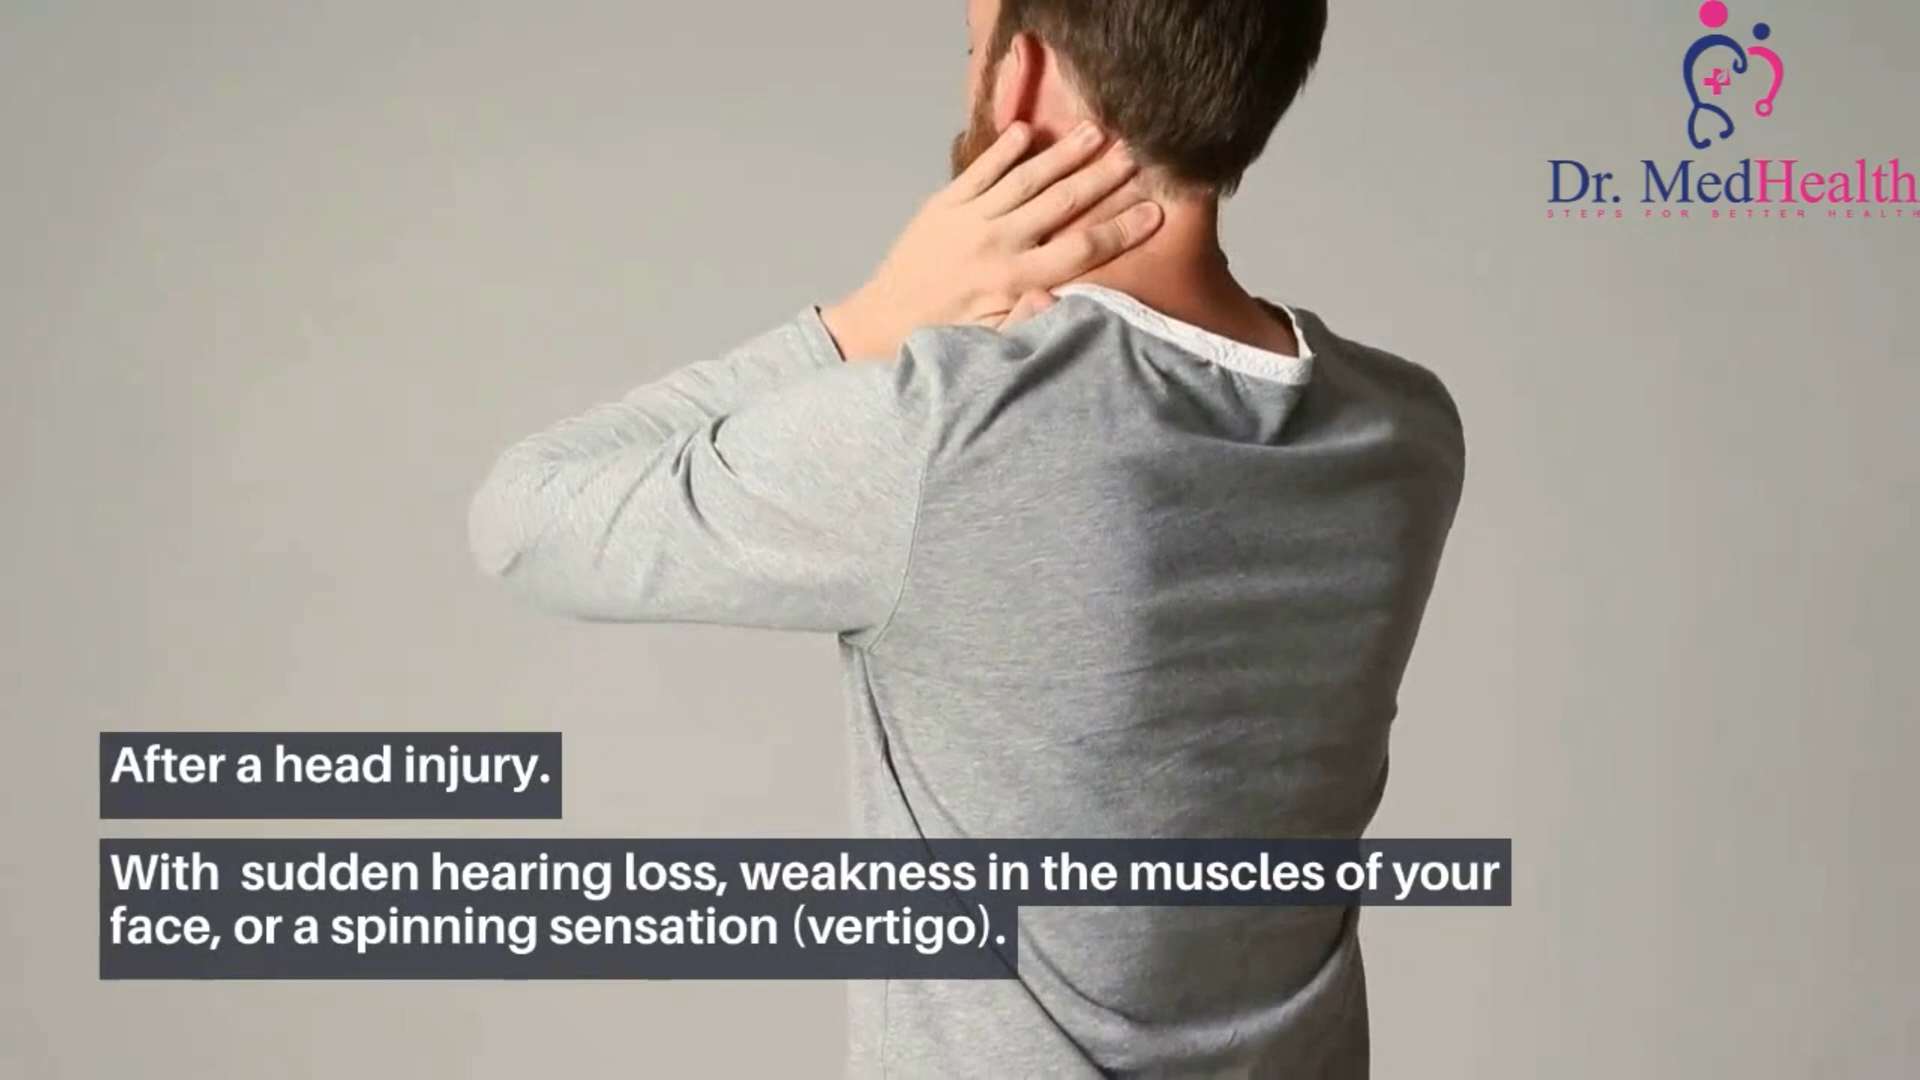 Dr. MedHealth
STEPS FOR BETTER HEALTH
After a head injury.
With sudden hearing loss, weakness in the muscles of your
face, or a spinning sensation (vertigo).